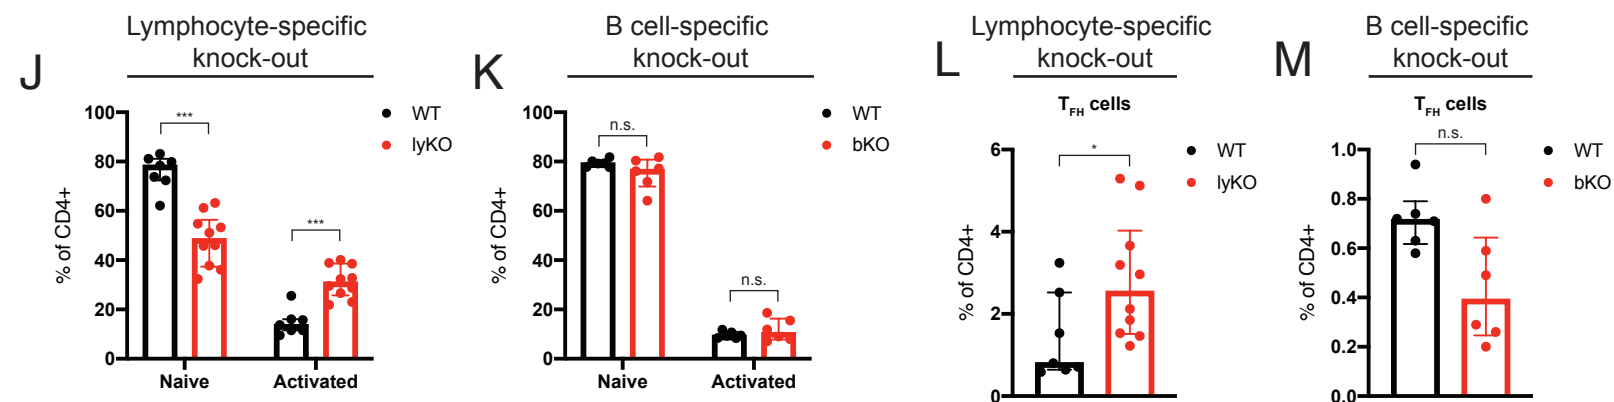 J
Lymphocyte-specific
knock-out
% of CD4+
100
80
60
40
20
0
***
***
Naive
Activated
WT
lyKO
K
B cell-specific
knock-out
% of CD4+
100
80
60
40
20
0
n.s.
n.s.
Naive
Activated
WT
bKO
L
Lymphocyte-specific
knock-out
TFH cells
% of CD4+
6
4
2
0
*
WT
lyKO
M
B cell-specific
knock-out
TFH cells
% of CD4+
1.0
0.8
0.6
0.4
0.2
0.0
n.s.
WT
bKO